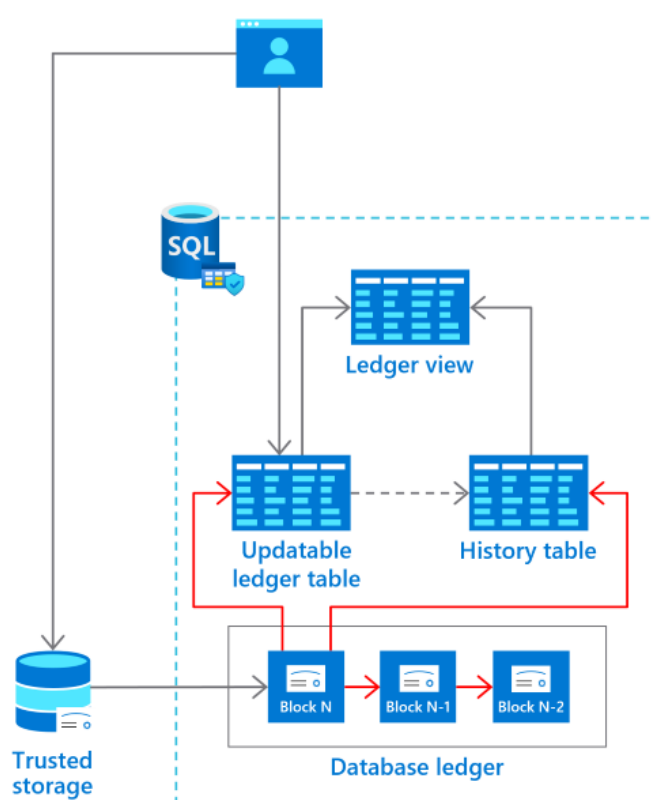 SQL
Ledger view
Updatable
ledger table
History table
Block N
Block N-1
Block N-2
Trusted
storage
Database ledger